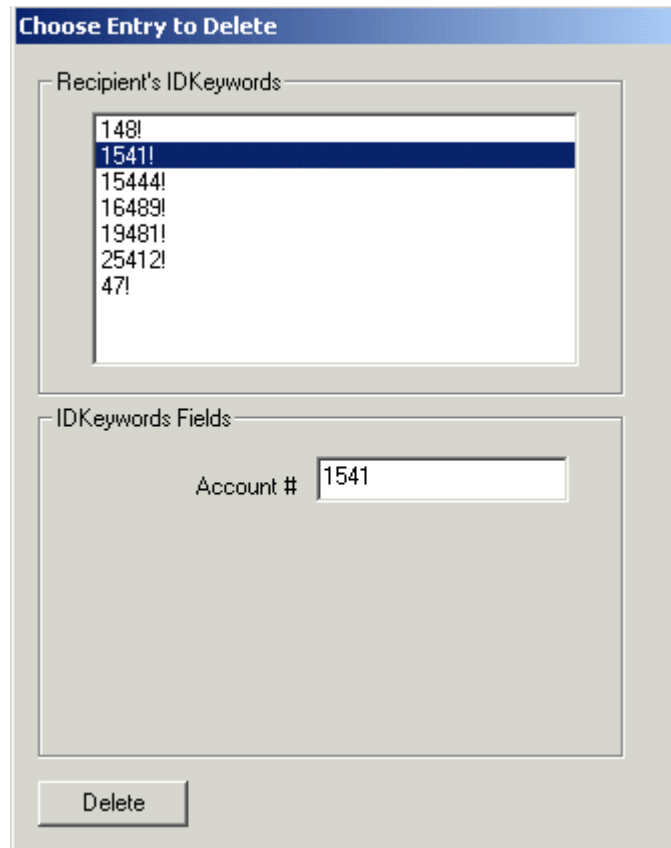 Choose Entry to Delete
Recipient's IDKeywords
148!
1541!
15444!
16489!
19481!
25412!
47!
IDKeywords Fields
Account # 1541
Delete